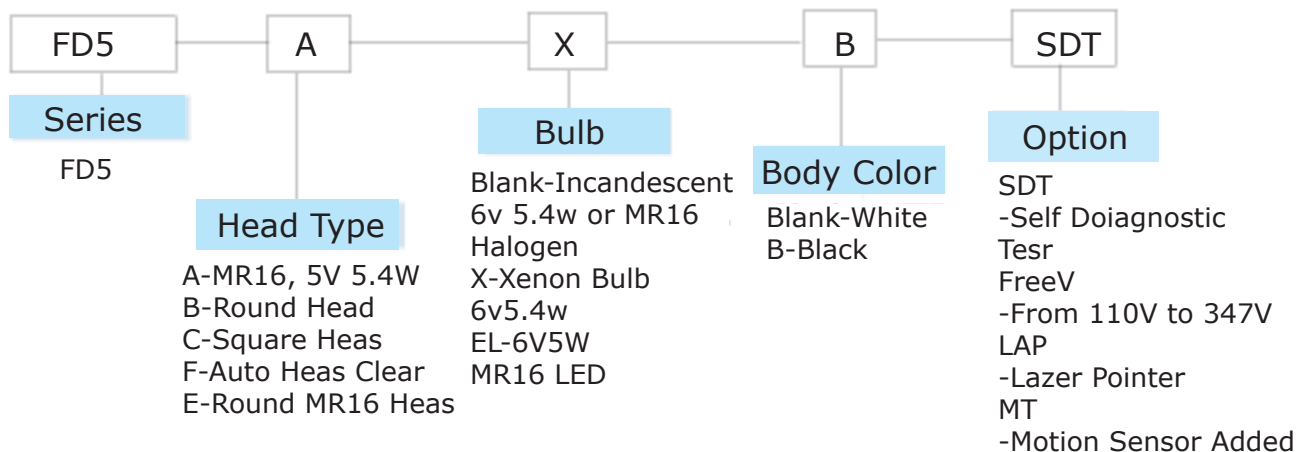 FD5
A
X
B
SDT
Series
FD5
Head Type
A-MR16, 5V 5.4W
B-Round Head
C-Square Heas
F-Auto Heas Clear
E-Round MR16 Heas
Bulb
Blank-Incandescent
6v 5.4w or MR16
Halogen
X-Xenon Bulb
6v5.4w
EL-6V5W
MR16 LED
Body Color
Blank-White
B-Black
Option
SDT
-Self Doiagnostic
Tesr
FreeV
-From 110V to 347V
LAP
-Lazer Pointer
MT
-Motion Sensor Added